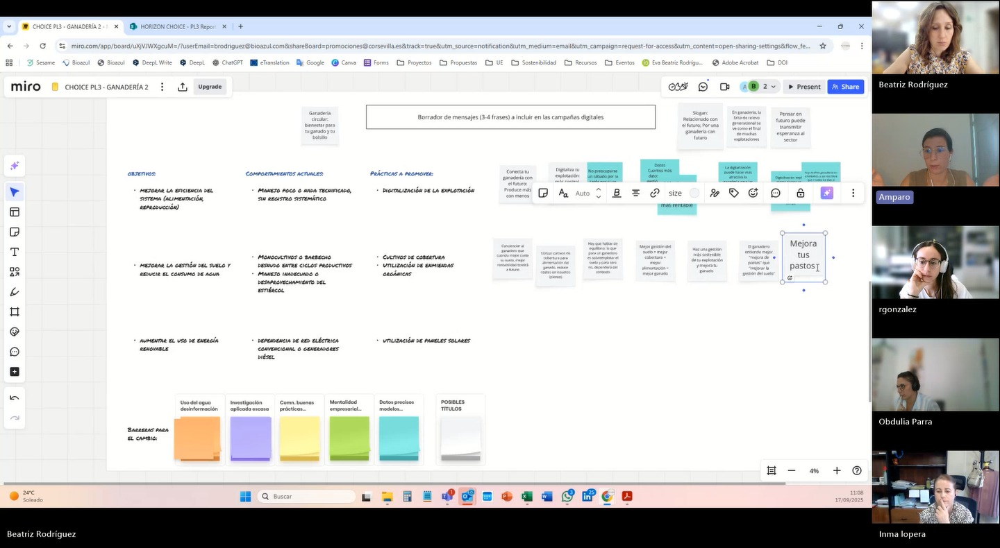 CHOICE PL3 - GANADERÍA 2 -
HORIZON CHOICE - PL3 Repor
miro.com/app/board/uXjVJWXgcuM=/?userEmail=brodriguez@bioazul.com&shareBoard=promociones@corsevilla.es&track=true&utm_source=notification&utm_medium=email&utm_campaign=request-for-access&utm_content=open-sharing-settings&flow_fe...
Sesame
Bioazul
Bioazul
DeepL Write
DeepL
ChatGPT
eTranslation
Google
Canva
Forms
Proyectos
Propuestas
UE
Sostenibilidad
Recursos
Eventos
Eva Beatriz Rodrígu...
Adobe Acrobat
DOI
miro
CHOICE PL3 - GANADERÍA 2
Upgrade
A
B
2
Present
Share
Ganadería
circular:
bienestar para
tu ganado y tu
bolsillo
Borrador de mensajes (3-4 frases) a incluir en las campañas digitales
Slogan:
Relacionado con
el futuro; Por una
ganadería con
futuro
En ganadería, la
falta de relevo
generacional se
ve como el final
de muchas
explotaciones
Pensar en
futuro puede
transmitir
esperanza al
sector
OBJETIVOS:
COMPORTAMIENTOS ACTUALES:
PRÁCTICAS A PROMOVER:
• MEJORAR LA EFICIENCIA DEL
SISTEMA (ALIMENTACIÓN,
REPRODUCCIÓN)
• MANEJO POCO O NADA TECNIFICADO,
SIN REGISTRO SISTEMÁTICO
• DIGITALIZACIÓN DE LA EXPLOTACIÓN
Conecta tu
ganadería con
el futuro:
Produce más
con menos
Digitaliza tu
explotación
No preocuparse
un sábado por la
Datos
Cuantos más
datos
más rentable
La digitalización
puede hacer más
atractiva la
Auto
size
• MEJORAR LA GESTIÓN DEL SUELO Y
REDUCIR EL CONSUMO DE AGUA
• MONOCULTIVOS O BARBECHO
DESNUDO ENTRE CICLOS PRODUCTIVOS
• MANEJO INADECUADO O
DESAPROVECHAMIENTO DEL
ESTIÉRCOL
• CULTIVOS DE COBERTURA
• UTILIZACIÓN DE ENMIENDAS
ORGÁNICAS
Concienciar al
ganadero que
cuando mejor cuide
su suelo, mejor
rentabilidad tendrá
a futuro
Utilizar cultivos de
cobertura para
alimentación del
ganado, reduce
costes en insumos
(pienso)
Hay que hablar de
equilibrio: lo que
para un ganadero
es sobreexplotar el
suelo y para otro
no, dependerá del
contexto
Mejor gestión del
suelo = mejor
cobertura =
mejor
alimentación =
mejor ganado
Haz una gestión
más sostenible
de tu explotación
y mejora tu
ganado
El ganadero
entiende mejor
"mejora de
pastos" que
"mejorar la
gestión del suelo"
Mejora
tus
pastos
• AUMENTAR EL USO DE ENERGÍA
RENOVABLE
• DEPENDENCIA DE RED ELÉCTRICA
CONVENCIONAL O GENERADORES
DIÉSEL
• UTILIZACIÓN DE PANELES SOLARES
BARRERAS PARA
EL CAMBIO:
Uso del agua
desinformación
Investigación
aplicada escasa
Comn. buenas
prácticas...
Mentalidad
empresarial...
Datos precisos
modelos...
POSIBLES
TÍTULOS
4%
24°C
Soleado
Buscar
1
3
25
11:08
17/09/2025
Beatriz Rodríguez
Beatriz Rodríguez
Amparo
rgonzalez
Obdulia Parra
Inma lopera